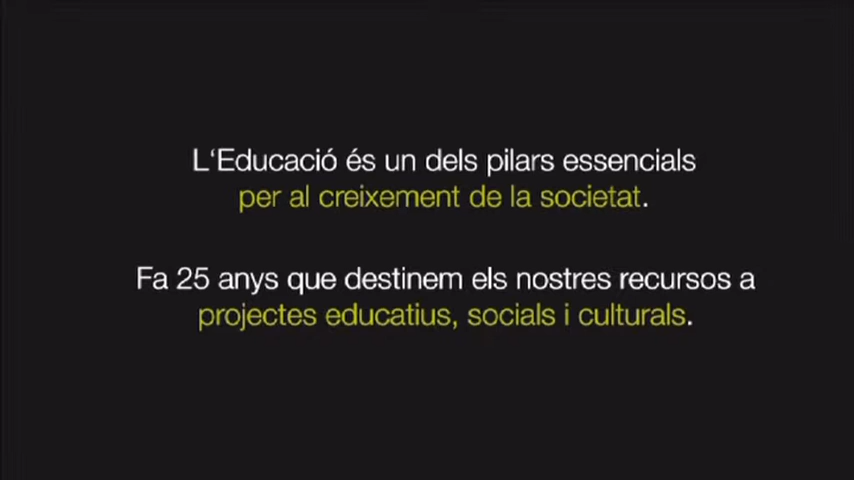 L‘Educació és un dels pilars essencials
per al creixement de la societat.
Fa 25 anys que destinem els nostres recursos a
projectes educatius, socials i culturals.